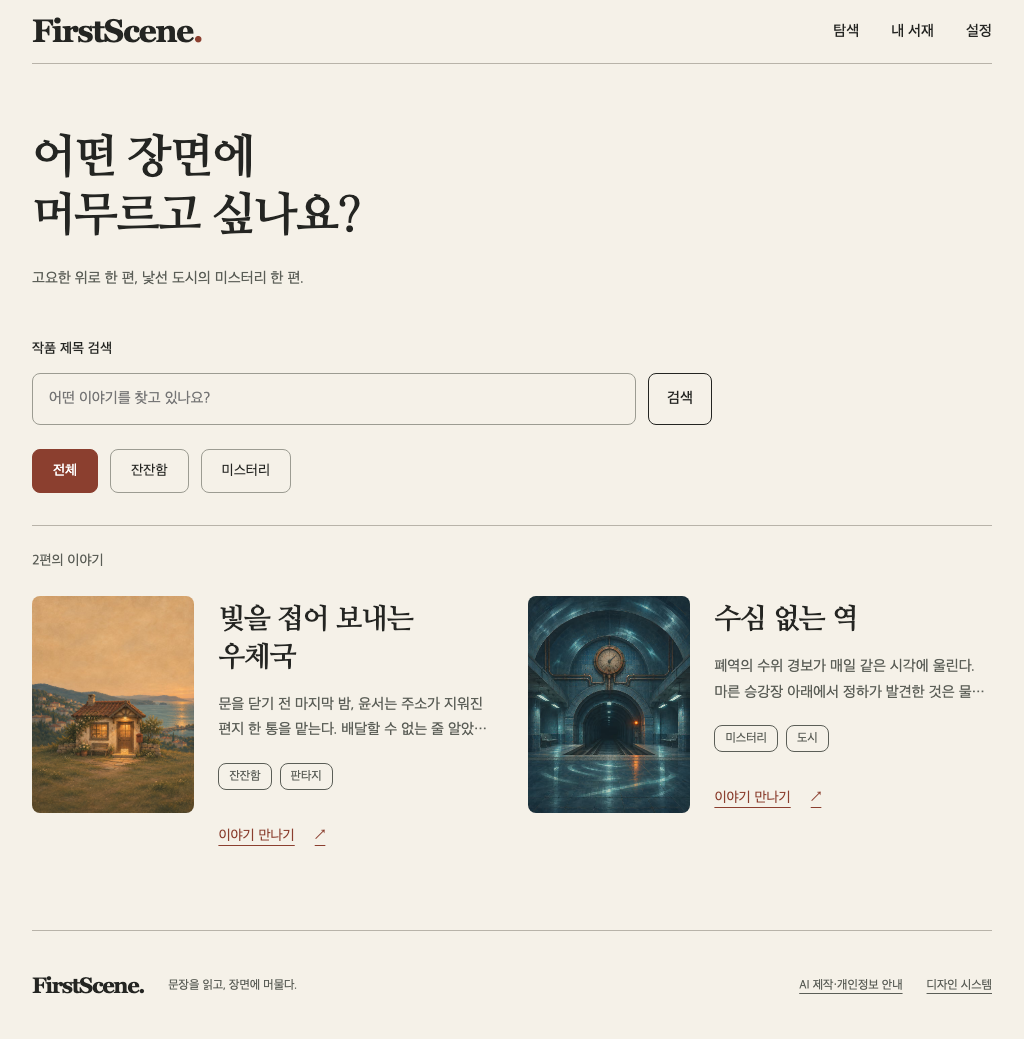 FirstScene.
탐색
내 서재
설정
어떤 장면에
머무르고 싶나요?
고요한 위로 한 편, 낯선 도시의 미스터리 한 편.
작품 제목 검색
어떤 이야기를 찾고 있나요?
검색
전체
잔잔함
미스터리
2편의 이야기
빛을 접어 보내는
우체국
문을 닫기 전 마지막 밤, 윤서는 주소가 지워진
편지 한 통을 맡는다. 배달할 수 없는 줄 알았…
잔잔함
판타지
이야기 만나기 ↗
수심 없는 역
폐역의 수위 경보가 매일 같은 시각에 울린다.
마른 승강장 아래에서 정하가 발견한 것은 물…
미스터리
도시
이야기 만나기 ↗
FirstScene.
문장을 읽고, 장면에 머물다.
AI 제작·개인정보 안내
디자인 시스템